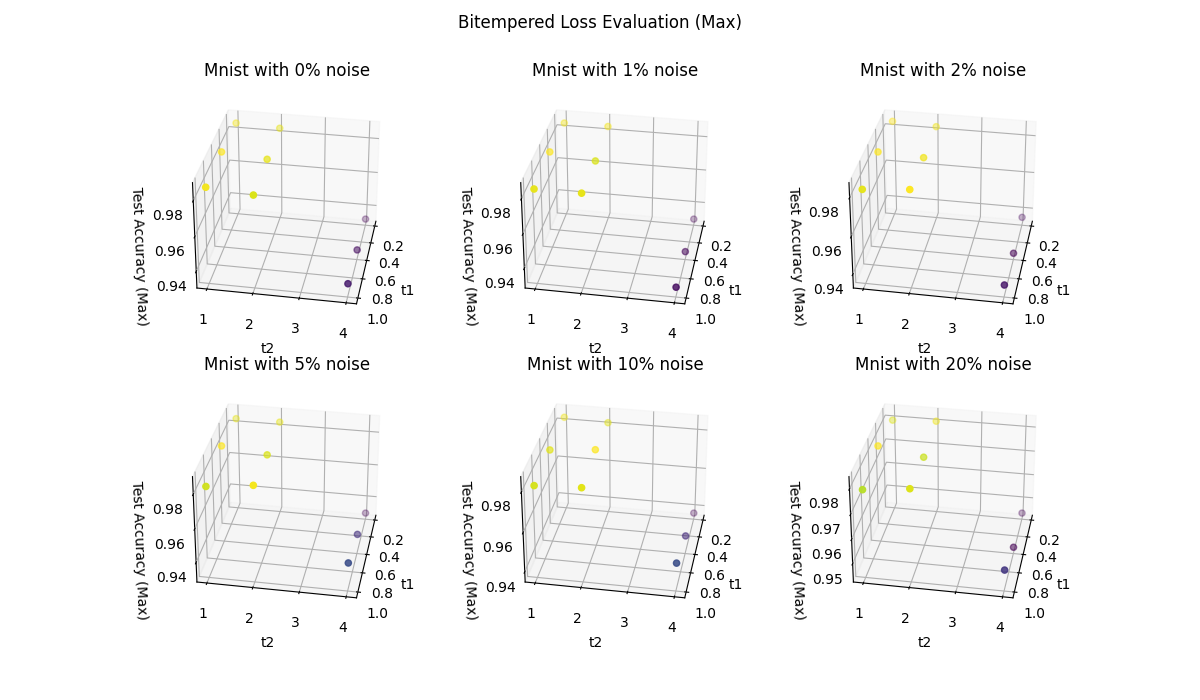 Bitempered Loss Evaluation (Max)
Mnist with 0% noise
Test Accuracy (Max)
0.98
0.96
0.94
1
2
3
4
t2
0.2
0.4
0.6
0.8
1.0
t1
Mnist with 1% noise
Test Accuracy (Max)
0.98
0.96
0.94
1
2
3
4
t2
0.2
0.4
0.6
0.8
1.0
t1
Mnist with 2% noise
Test Accuracy (Max)
0.98
0.96
0.94
1
2
3
4
t2
0.2
0.4
0.6
0.8
1.0
t1
Mnist with 5% noise
Test Accuracy (Max)
0.98
0.96
0.94
1
2
3
4
t2
0.2
0.4
0.6
0.8
1.0
t1
Mnist with 10% noise
Test Accuracy (Max)
0.98
0.96
0.94
1
2
3
4
t2
0.2
0.4
0.6
0.8
1.0
t1
Mnist with 20% noise
Test Accuracy (Max)
0.98
0.97
0.96
0.95
1
2
3
4
t2
0.2
0.4
0.6
0.8
1.0
t1